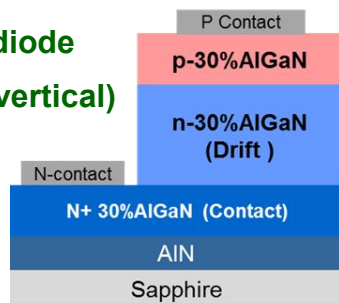 diode
vertical)
P Contact
p-30%AlGaN
n-30%AlGaN
(Drift )
N-contact
N+ 30%AlGaN (Contact)
AlN
Sapphire